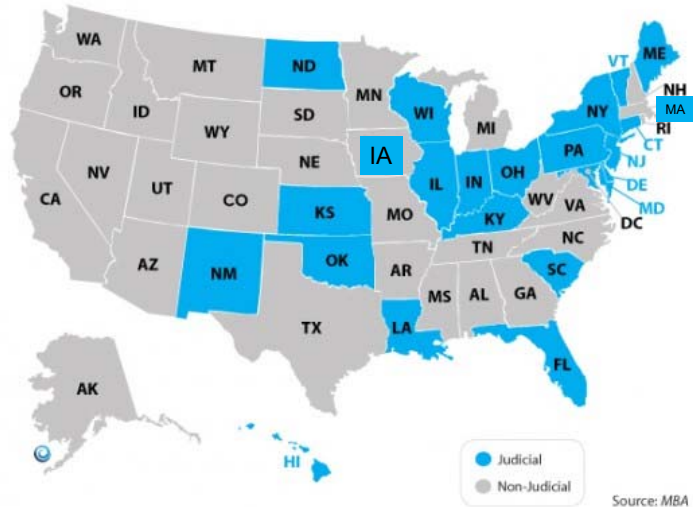 WA
MT
ND
MN
VT
ME
OR
ID
WY
SD
WI
MI
NY
NH
MA
RI
CT
NV
UT
NE
IA
IL
IN
OH
PA
NJ
DE
MD
CA
CO
KS
MO
KY
WV
VA
DC
AZ
NM
OK
AR
TN
NC
SC
TX
LA
MS
AL
GA
FL
AK
HI
Judicial
Non-Judicial
Source: MBA